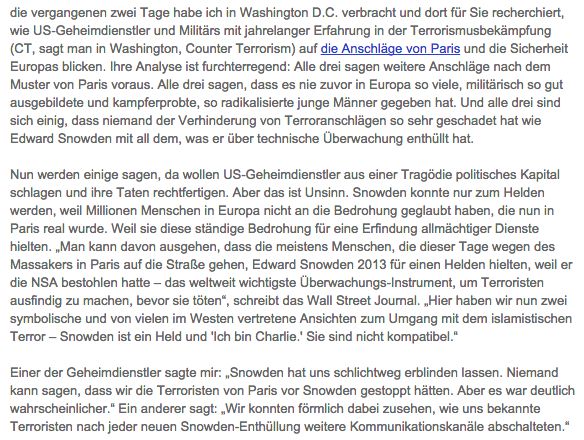 die vergangenen zwei Tage habe ich in Washington D.C. verbracht und dort für Sie recherchiert,
wie US-Geheimdienstler und Militärs mit jahrelanger Erfahrung in der Terrorismusbekämpfung
(CT, sagt man in Washington, Counter Terrorism) auf die Anschläge von Paris und die Sicherheit
Europas blicken. Ihre Analyse ist furchterregend: Alle drei sagen weitere Anschläge nach dem
Muster von Paris voraus. Alle drei sagen, dass es nie zuvor in Europa so viele, militärisch so gut
ausgebildete und kampferprobte, so radikalisierte junge Männer gegeben hat. Und alle drei sind
sich einig, dass niemand der Verhinderung von Terroranschlägen so sehr geschadet hat wie
Edward Snowden mit all dem, was er über technische Überwachung enthüllt hat.

Nun werden einige sagen, da wollen US-Geheimdienstler aus einer Tragödie politisches Kapital
schlagen und ihre Taten rechtfertigen. Aber das ist Unsinn. Snowden konnte nur zum Helden
werden, weil Millionen Menschen in Europa nicht an die Bedrohung geglaubt haben, die nun in
Paris real wurde. Weil sie diese ständige Bedrohung für eine Erfindung allmächtiger Dienste
hielten. „Man kann davon ausgehen, dass die meistens Menschen, die dieser Tage wegen des
Massakers in Paris auf die Straße gehen, Edward Snowden 2013 für einen Helden hielten, weil er
die NSA bestohlen hatte – das weltweit wichtigste Überwachungs-Instrument, um Terroristen
ausfindig zu machen, bevor sie töten“, schreibt das Wall Street Journal. „Hier haben wir nun zwei
symbolische und von vielen im Westen vertretene Ansichten zum Umgang mit dem islamistischen
Terror – Snowden ist ein Held und 'Ich bin Charlie.' Sie sind nicht kompatibel.“

Einer der Geheimdienstler sagte mir: „Snowden hat uns schlichtweg erblinden lassen. Niemand
kann sagen, dass wir die Terroristen von Paris vor Snowden gestoppt hätten. Aber es war deutlich
wahrscheinlicher.“ Ein anderer sagt: „Wir konnten förmlich dabei zusehen, wie uns bekannte
Terroristen nach jeder neuen Snowden-Enthüllung weitere Kommunikationskanäle abschalteten.“